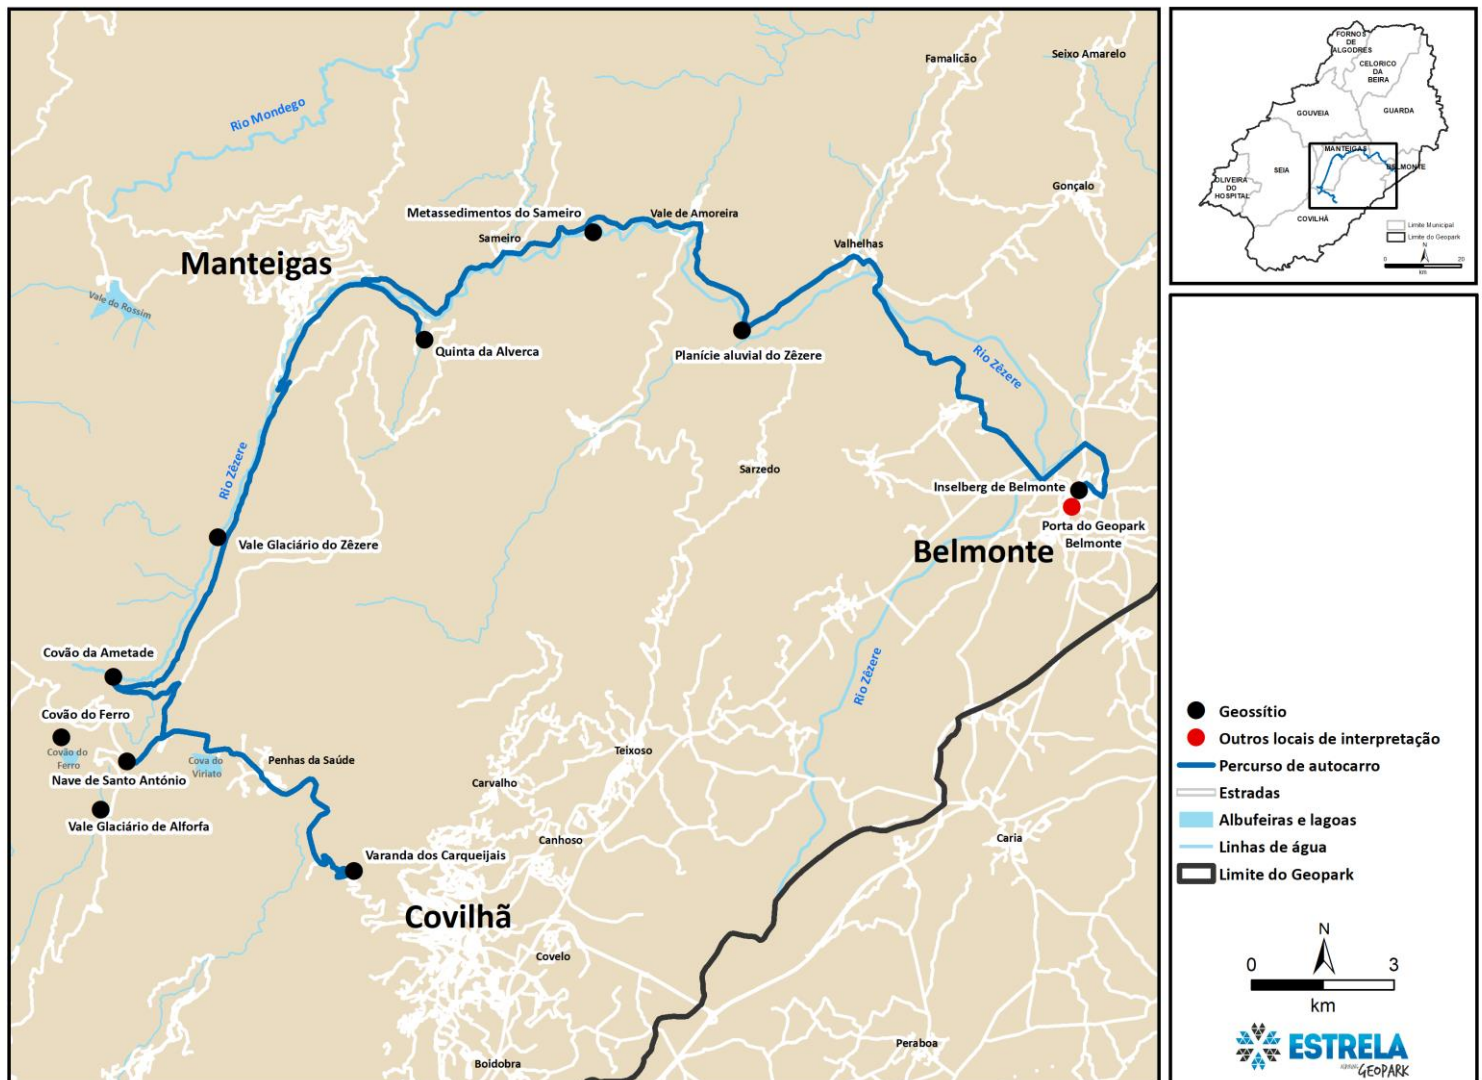 Famalicão
Seixo Amarelo
Rio Mondego
Gonçalo
Metassedimentos do Sameiro
Vale de Amoreira
Sameiro
Valhelhas
Manteigas
Vale do Rossim
Quinta da Alverca
Planície aluvial do Zêzere
Rio Zêzere
Rio Zêzere
Sarzedo
Inselberg de Belmonte
Porta do Geopark
Belmonte
Belmonte
Vale Glaciário do Zêzere
Covão da Ametade
Rio Zêzere
Covão do Ferro
Covão do
Ferro
Cova do
Viriato
Penhas da Saúde
Nave de Santo António
Teixoso
Carvalho
Vale Glaciário de Alforfa
Canhoso
Caria
Varanda dos Carqueijais
Covilhã
Covelo
Peraboa
Boidobra
FORNOS
DE
ALGODRES
CELORICO
DA
BEIRA
GOUVEIA
GUARDA
MANTEIGAS
BELMONTE
SEIA
OLIVEIRA
DO
HOSPITAL
COVILHÃ
Limite Municipal
Limite do Geopark
N
0 20
km
Geossítio
Outros locais de interpretação
Percurso de autocarro
Estradas
Albufeiras e lagoas
Linhas de água
Limite do Geopark
N
0 3
km
ESTRELA
GEOPARK